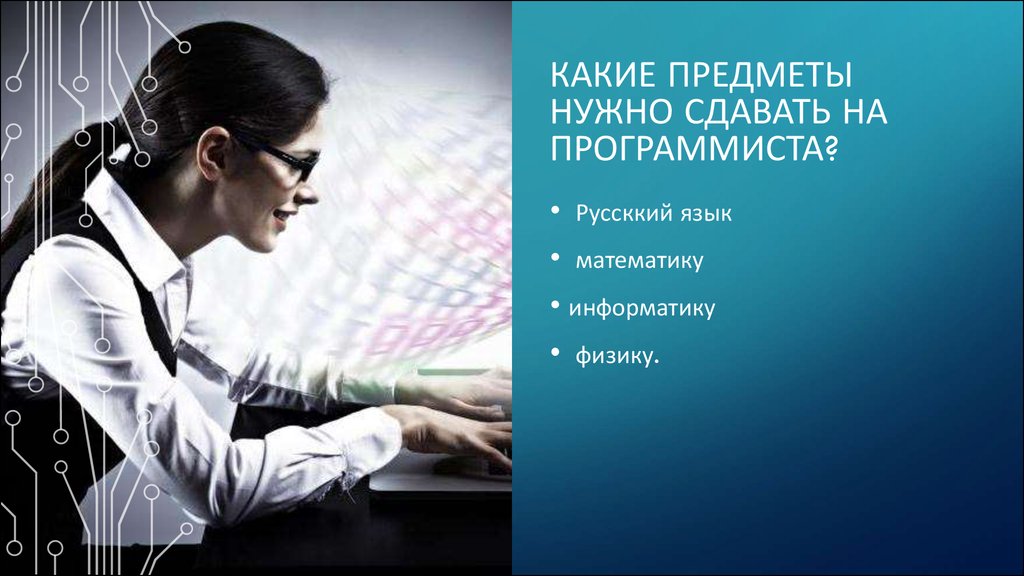 КАКИЕ ПРЕДМЕТЫ
НУЖНО СДАВАТЬ НА
ПРОГРАММИСТА?
• Руссккий язык
• математику
• информатику
• физику.